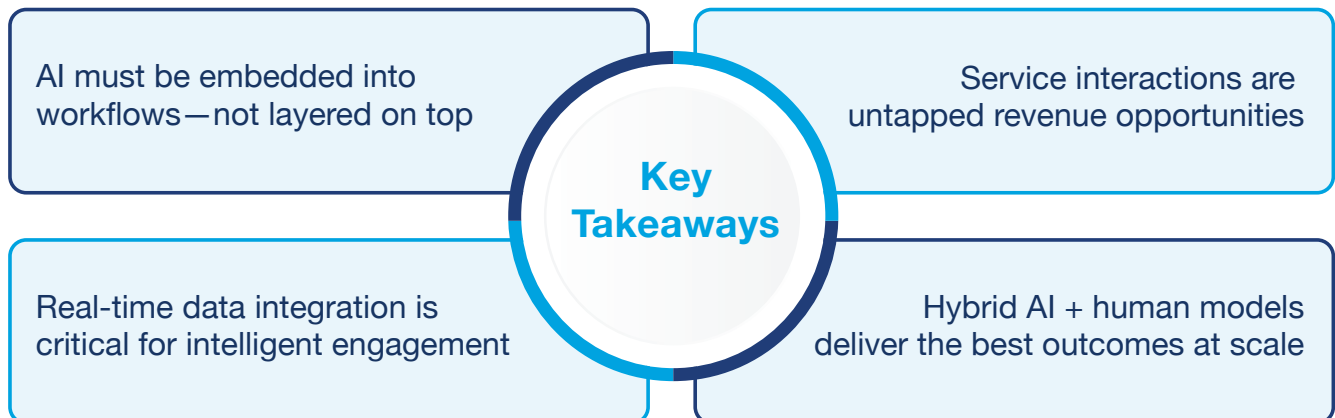 AI must be embedded into
workflows—not layered on top
Service interactions are
untapped revenue opportunities
Key
Takeaways
Real-time data integration is
critical for intelligent engagement
Hybrid AI + human models
deliver the best outcomes at scale